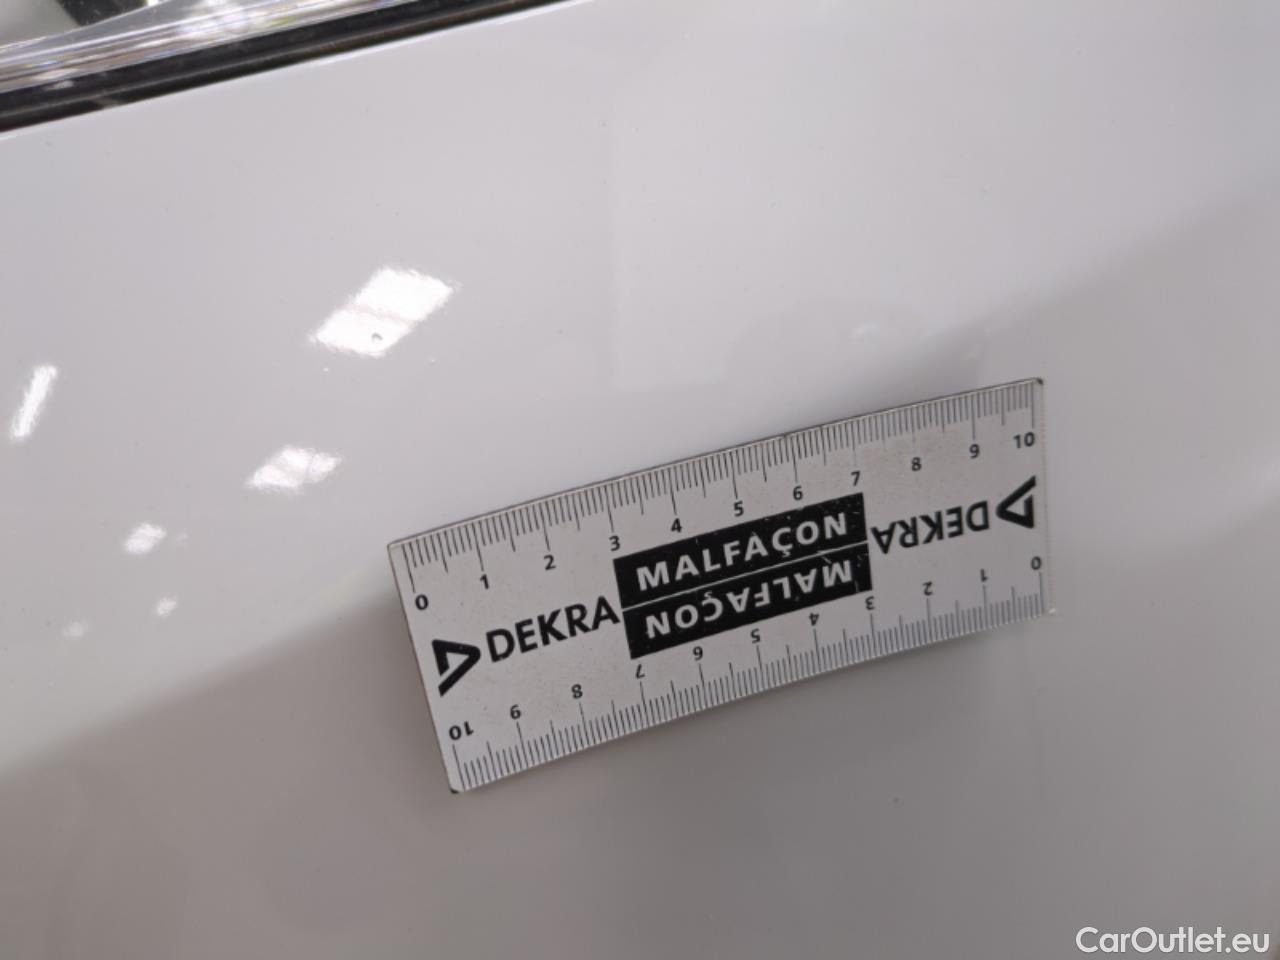 0 1 2 3 4 5 6 7 8 9 10
DEKRA MALFAÇON
MALFAÇON DEKRA
10 9 8 7 6 5 4 3 2 1 0
CarOutlet.eu